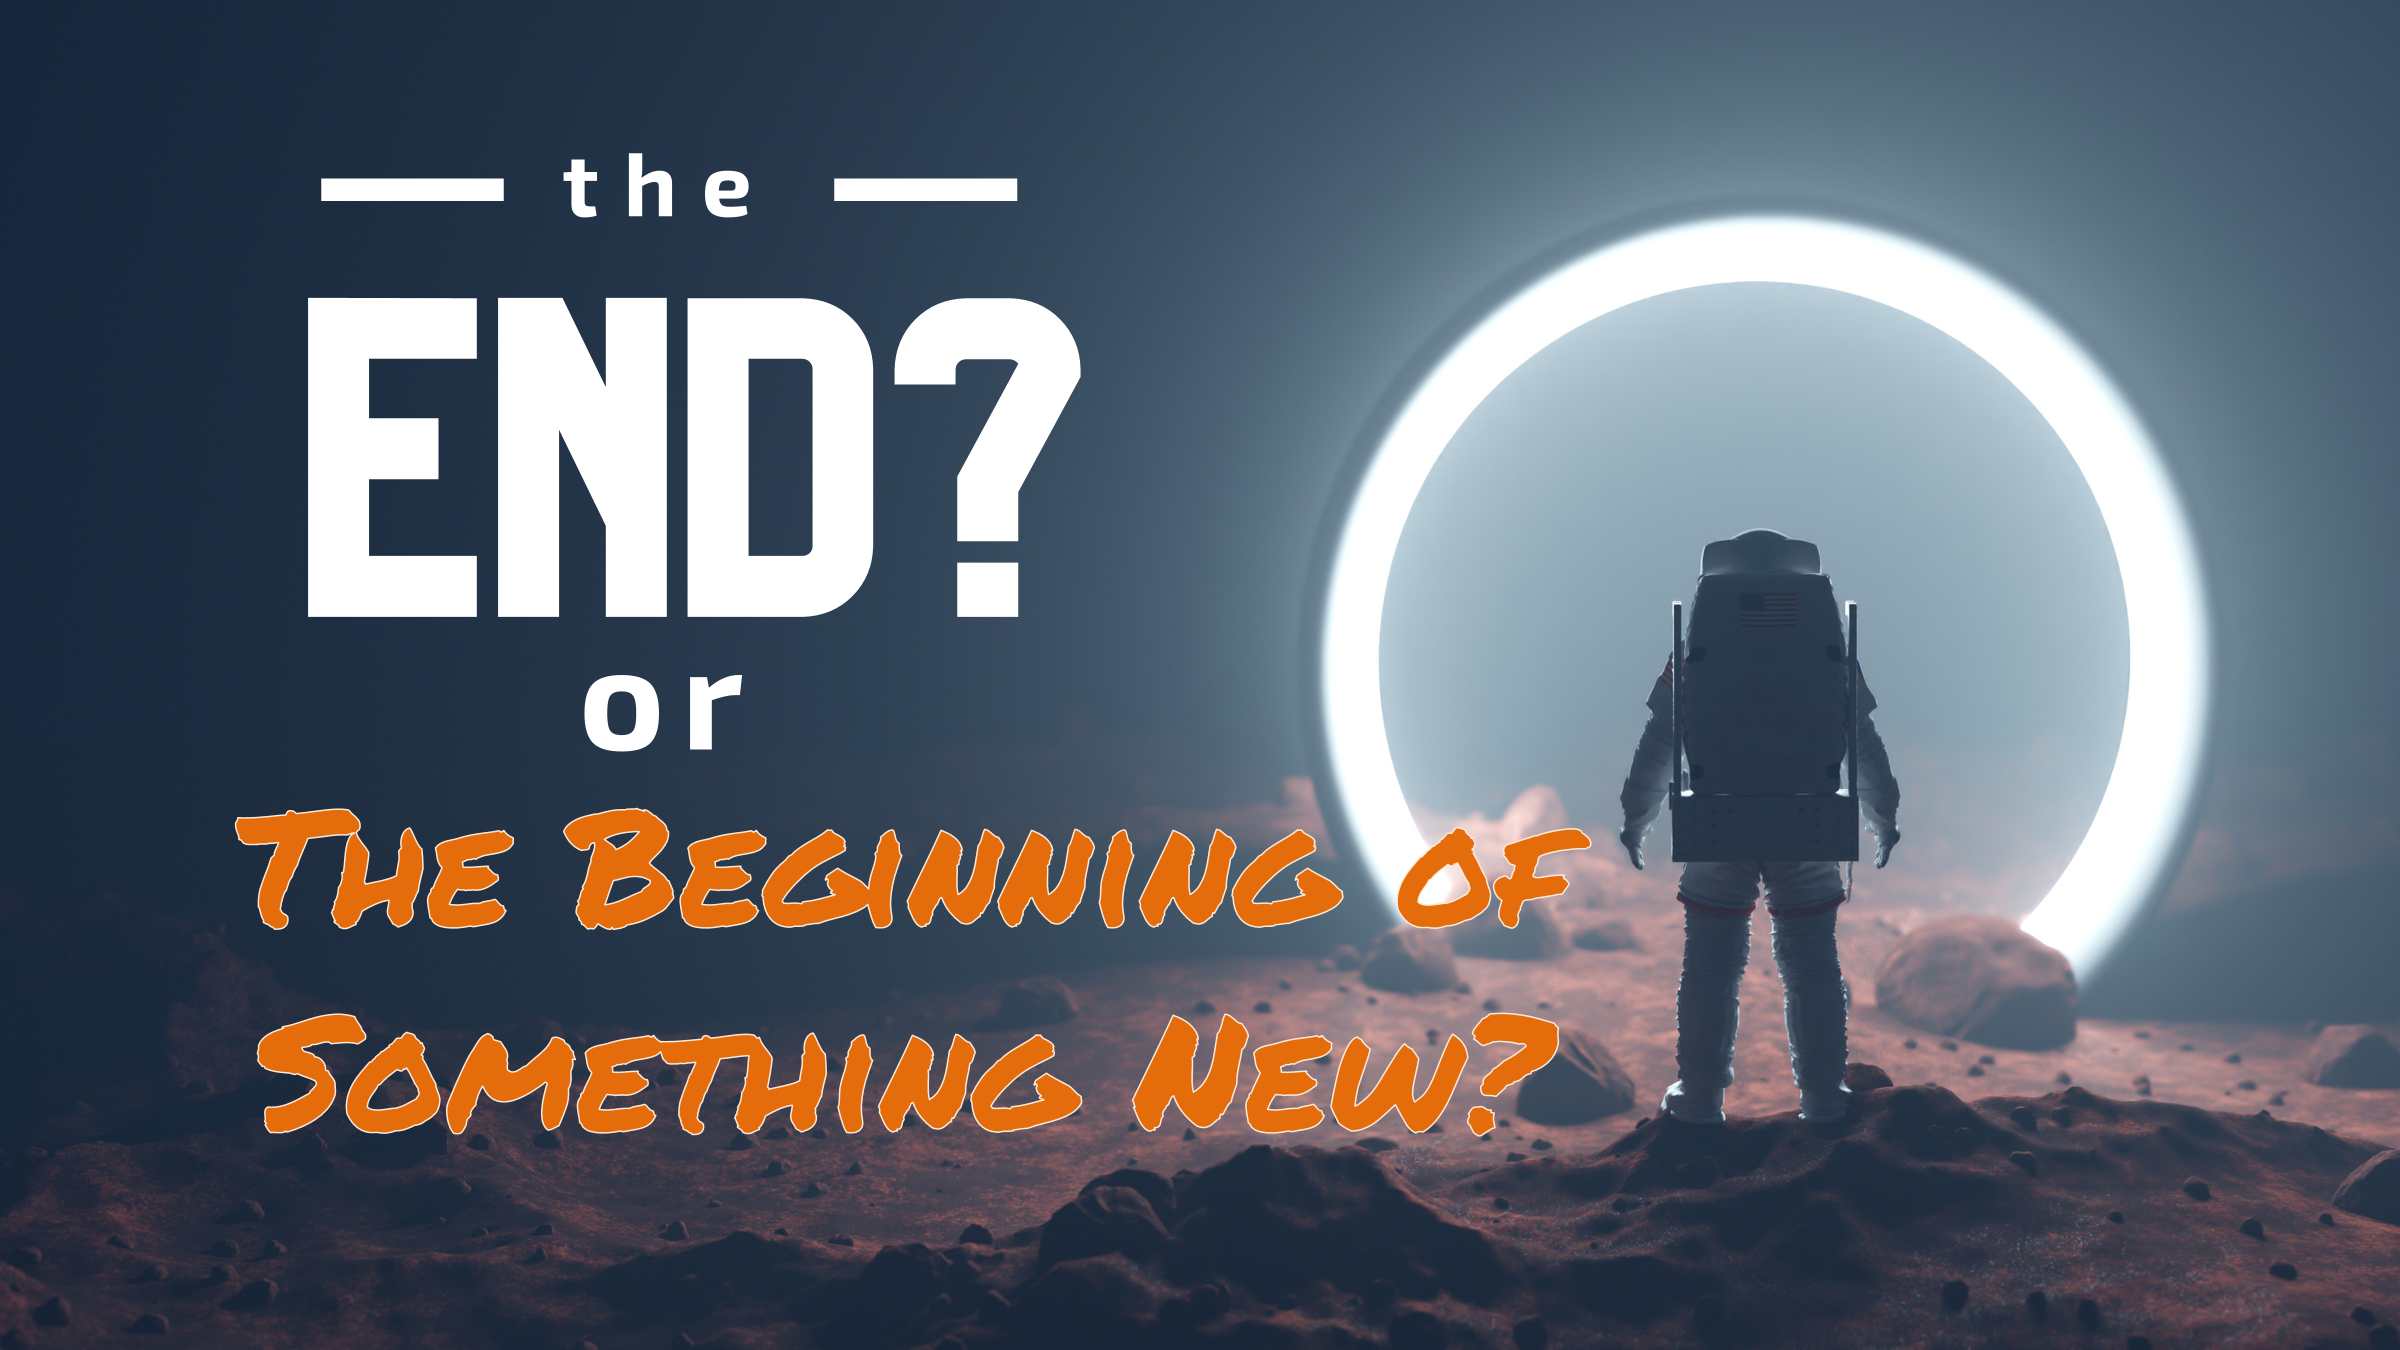 the
END?
or
The Beginning of
Something New?